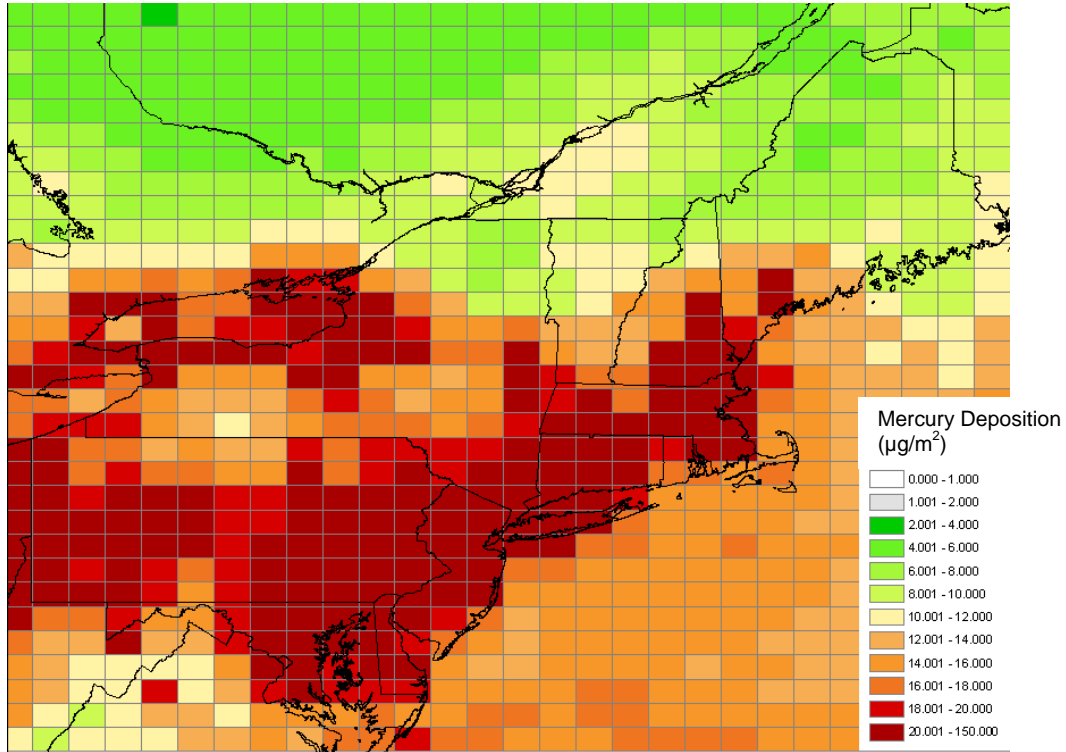 Mercury Deposition
(µg/m²)
0.000 - 1.000
1.001 - 2.000
2.001 - 4.000
4.001 - 6.000
6.001 - 8.000
8.001 - 10.000
10.001 - 12.000
12.001 - 14.000
14.001 - 16.000
16.001 - 18.000
18.001 - 20.000
20.001 - 150.000